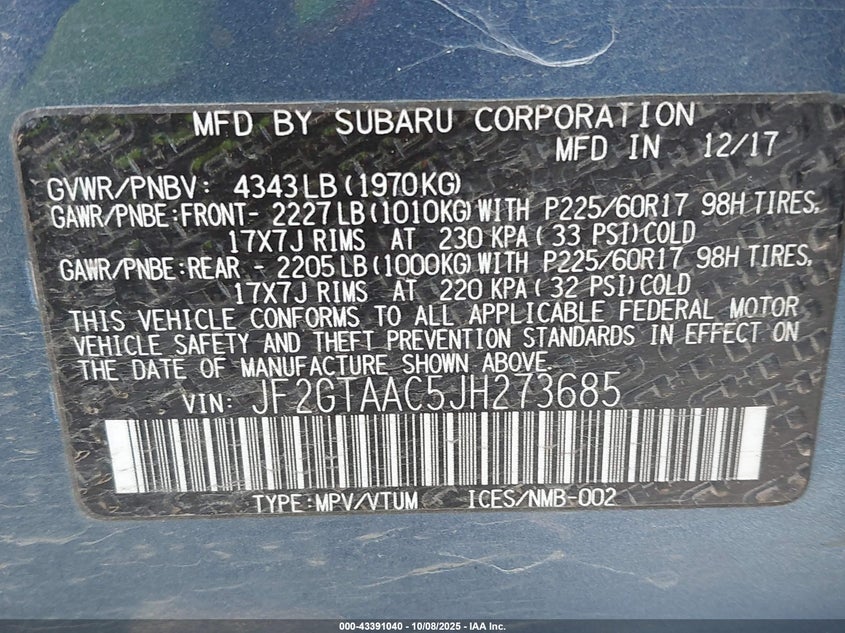 MFD BY SUBARU CORPORATION
MFD IN 12/17
GVWR/PNBV: 4343LB(1970KG)
GAWR/PNBE:FRONT- 2227LB(1010KG)WITH P225/60R17 98H TIRES,
17X7J RIMS AT 230 KPA(33 PSI)COLD
GAWR/PNBE:REAR - 2205LB(1000KG)WITH P225/60R17 98H TIRES,
17X7J RIMS AT 220 KPA(32 PSI)COLD
THIS VEHICLE CONFORMS TO ALL APPLICABLE FEDERAL MOTOR
VEHICLE SAFETY AND THEFT PREVENTION STANDARDS IN EFFECT ON
THE DATE OF MANUFACTURE SHOWN ABOVE.
VIN: JF2GTAAC5JH273685
TYPE:MPV/VTUM ICES/NMB-002
000-43391040 - 10/08/2025 - IAA Inc.